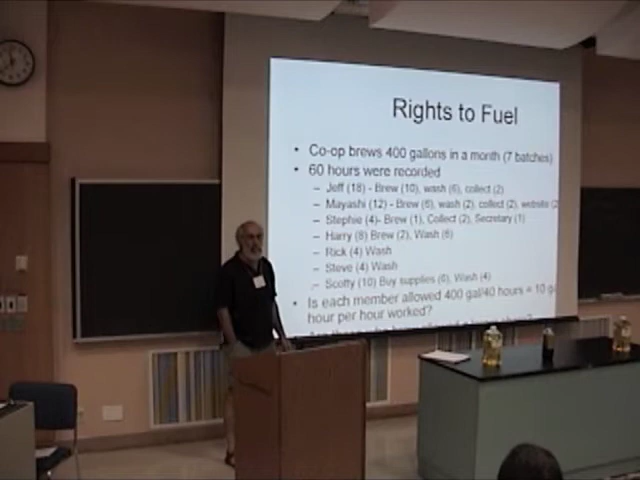 Rights to Fuel
• Co-op brews 400 gallons in a month (7 batches)
• 60 hours were recorded
– Jeff (18) - Brew (10), wash (6), collect (2)
– Mayashi (12) - Brew (6), wash (2), collect (2), website (2
– Stephie (4)- Brew (1), Collect (2), Secretary (1)
– Harry (8) Brew (2), Wash (6)
– Rick (4) Wash
– Steve (4) Wash
– Scotty (10) Buy supplies (6), Wash (4)
• Is each member allowed 400 gal/40 hours = 10 g
hour per hour worked?